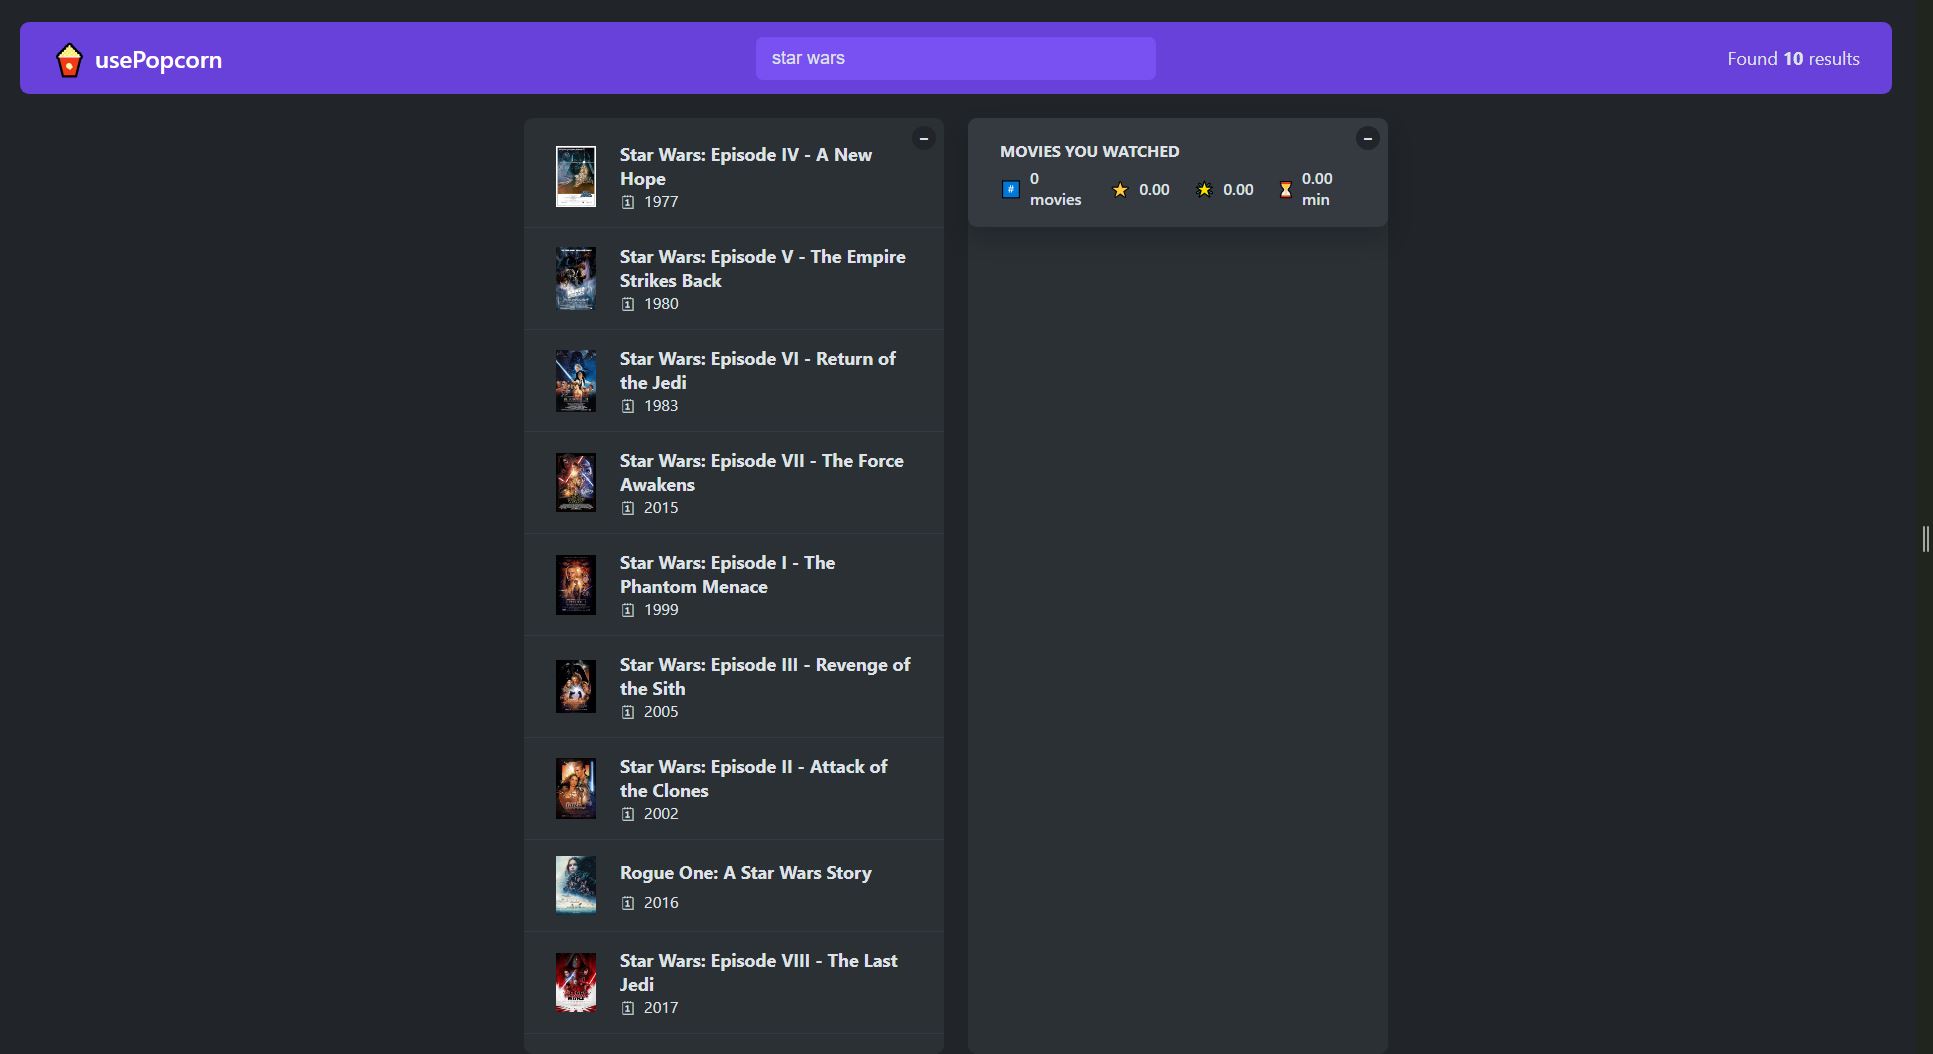 usePopcorn
star wars
Found 10 results
Star Wars: Episode IV - A New
Hope
1977
Star Wars: Episode V - The Empire
Strikes Back
1980
Star Wars: Episode VI - Return of
the Jedi
1983
Star Wars: Episode VII - The Force
Awakens
2015
Star Wars: Episode I - The
Phantom Menace
1999
Star Wars: Episode III - Revenge of
the Sith
2005
Star Wars: Episode II - Attack of
the Clones
2002
Rogue One: A Star Wars Story
2016
Star Wars: Episode VIII - The Last
Jedi
2017
MOVIES YOU WATCHED
0 movies 0.00 0.00 0.00 min